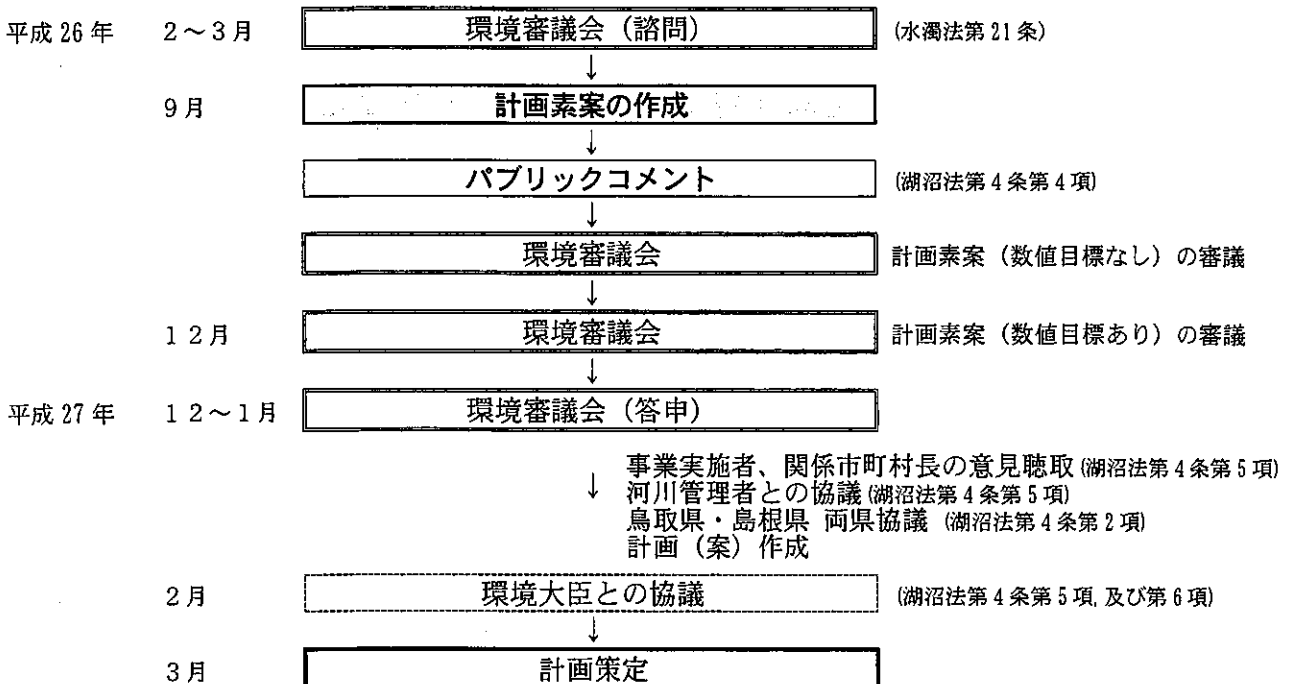 平成26年 2～3月 環境審議会（諮問） (水濁法第21条)
↓
9月 計画素案の作成
↓
パブリックコメント (湖沼法第4条第4項)
↓
環境審議会 計画素案（数値目標なし）の審議
↓
12月 環境審議会 計画素案（数値目標あり）の審議
↓
平成27年 12～1月 環境審議会（答申）
↓
事業実施者、関係市町村長の意見聴取(湖沼法第4条第5項)
河川管理者との協議(湖沼法第4条第5項)
鳥取県・島根県 両県協議 (湖沼法第4条第2項)
計画（案）作成
2月 環境大臣との協議 (湖沼法第4条第5項, 及び第6項)
↓
3月 計画策定